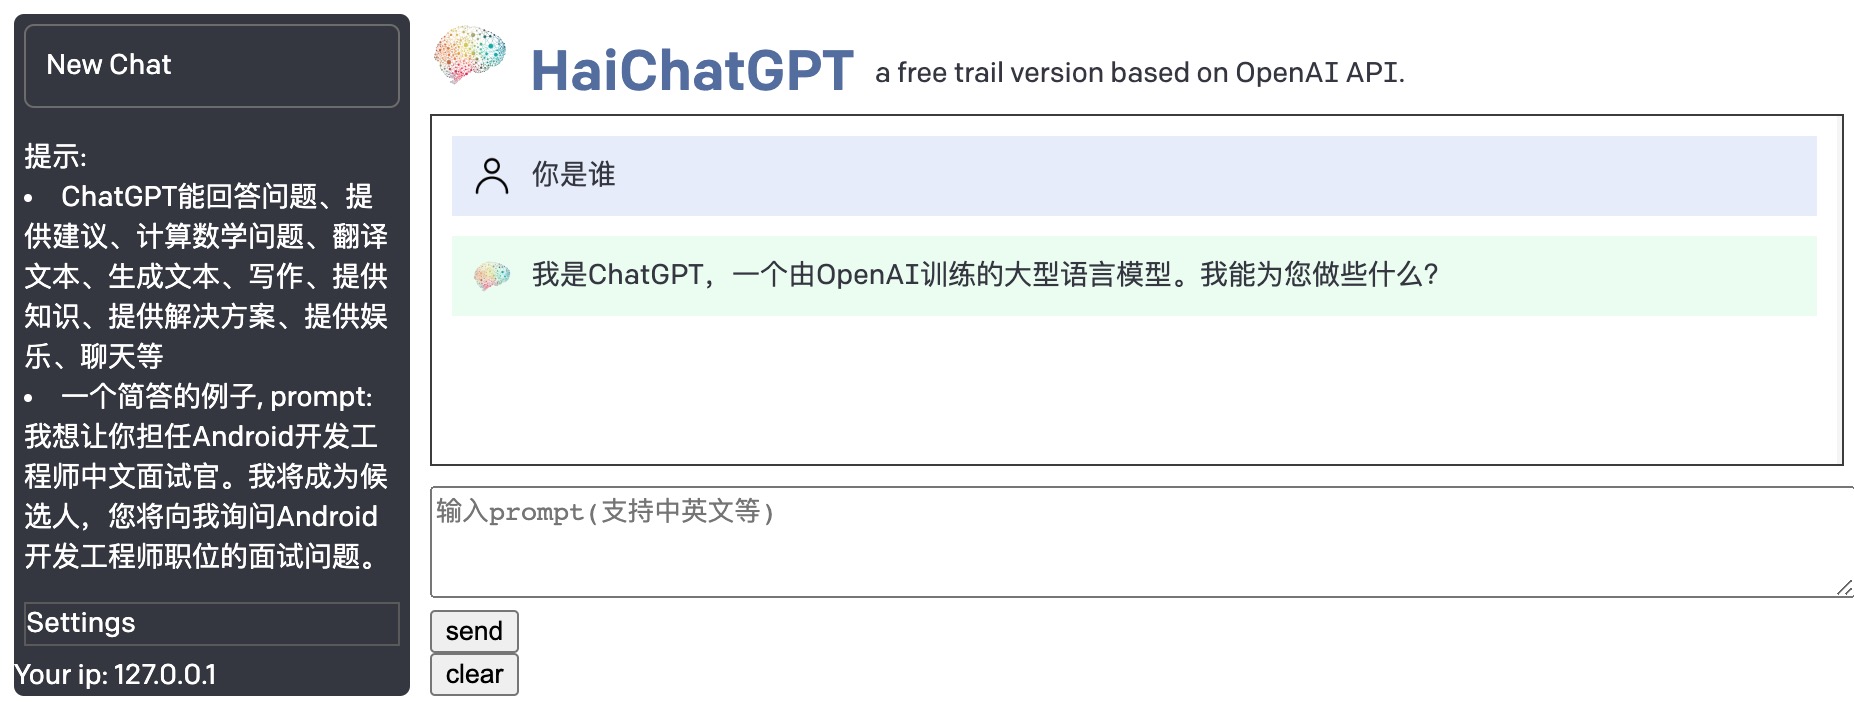 New Chat
提示:
• ChatGPT能回答问题、提
供建议、计算数学问题、翻译
文本、生成文本、写作、提供
知识、提供解决方案、提供娱
乐、聊天等
• 一个简答的例子, prompt:
我想让你担任Android开发工
程师中文面试官。我将成为候
选人，您将向我询问Android
开发工程师职位的面试问题。
Settings
Your ip: 127.0.0.1
HaiChatGPT a free trail version based on OpenAI API.
你是谁
我是ChatGPT，一个由OpenAI训练的大型语言模型。我能为您做些什么?
输入prompt(支持中英文等)
send
clear